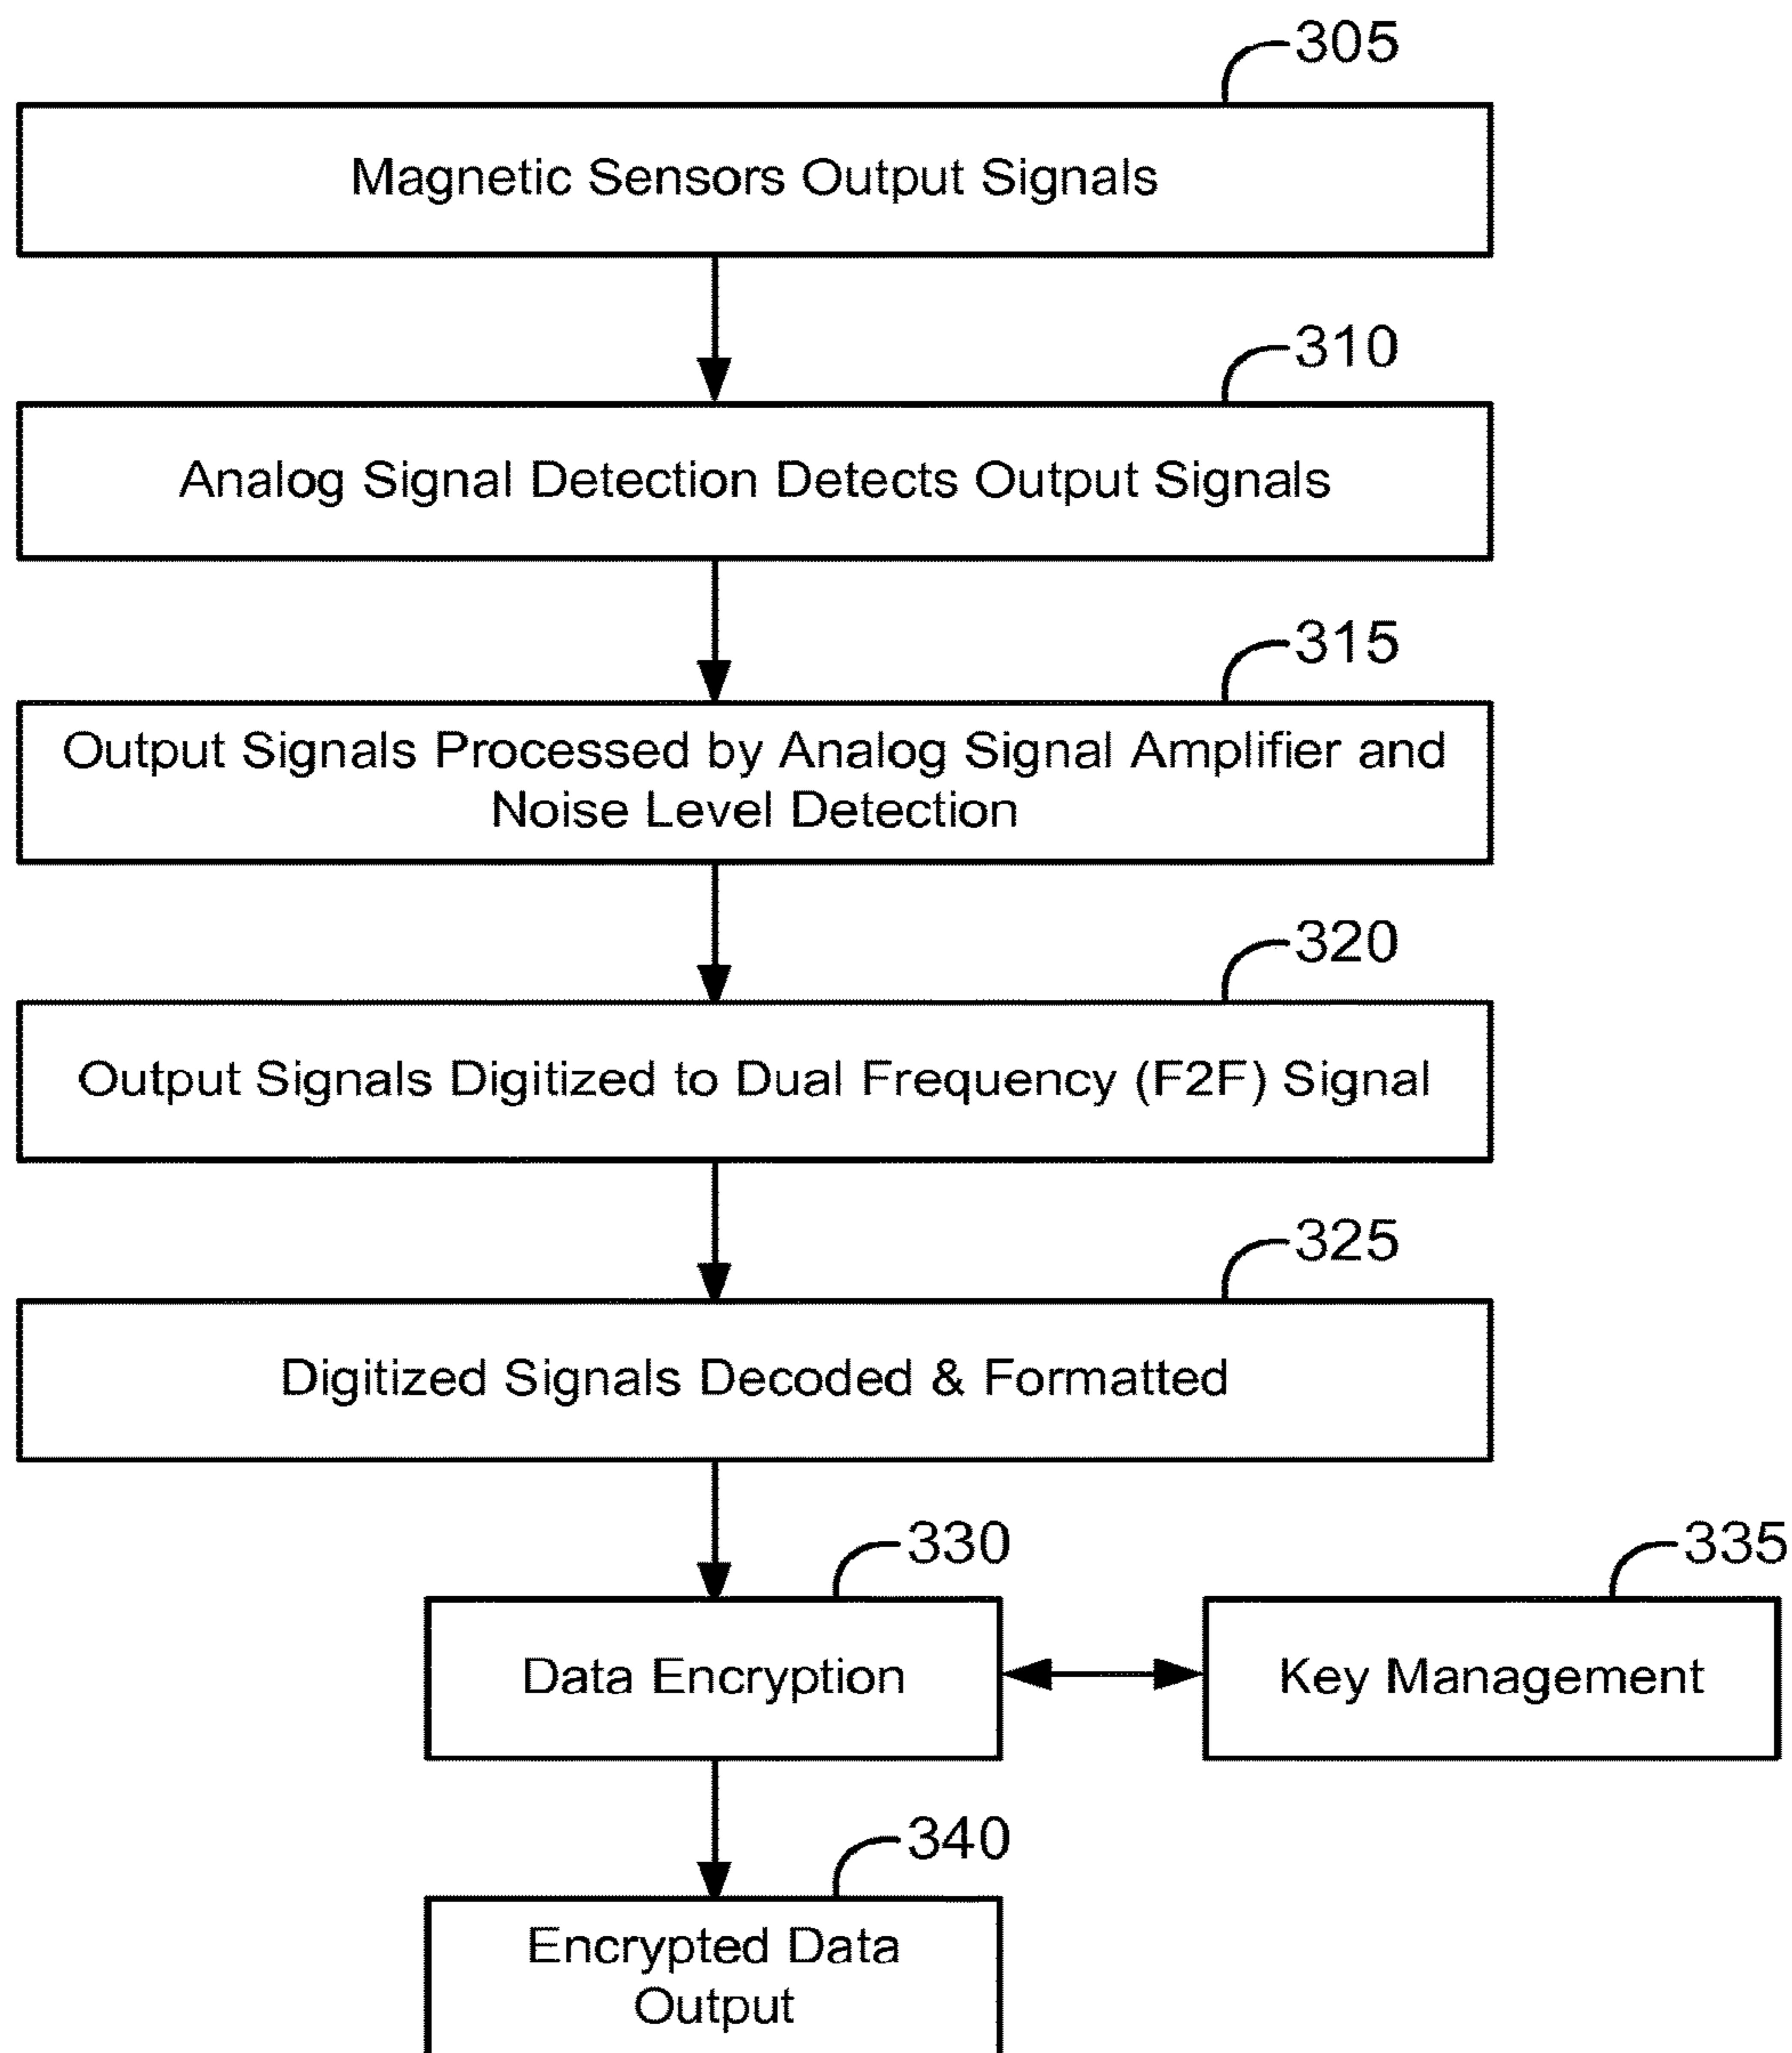 305
Magnetic Sensors Output Signals
310
Analog Signal Detection Detects Output Signals
315
Output Signals Processed by Analog Signal Amplifier and
Noise Level Detection
320
Output Signals Digitized to Dual Frequency (F2F) Signal
325
Digitized Signals Decoded & Formatted
330
335
Data Encryption
Key Management
340
Encrypted Data
Output